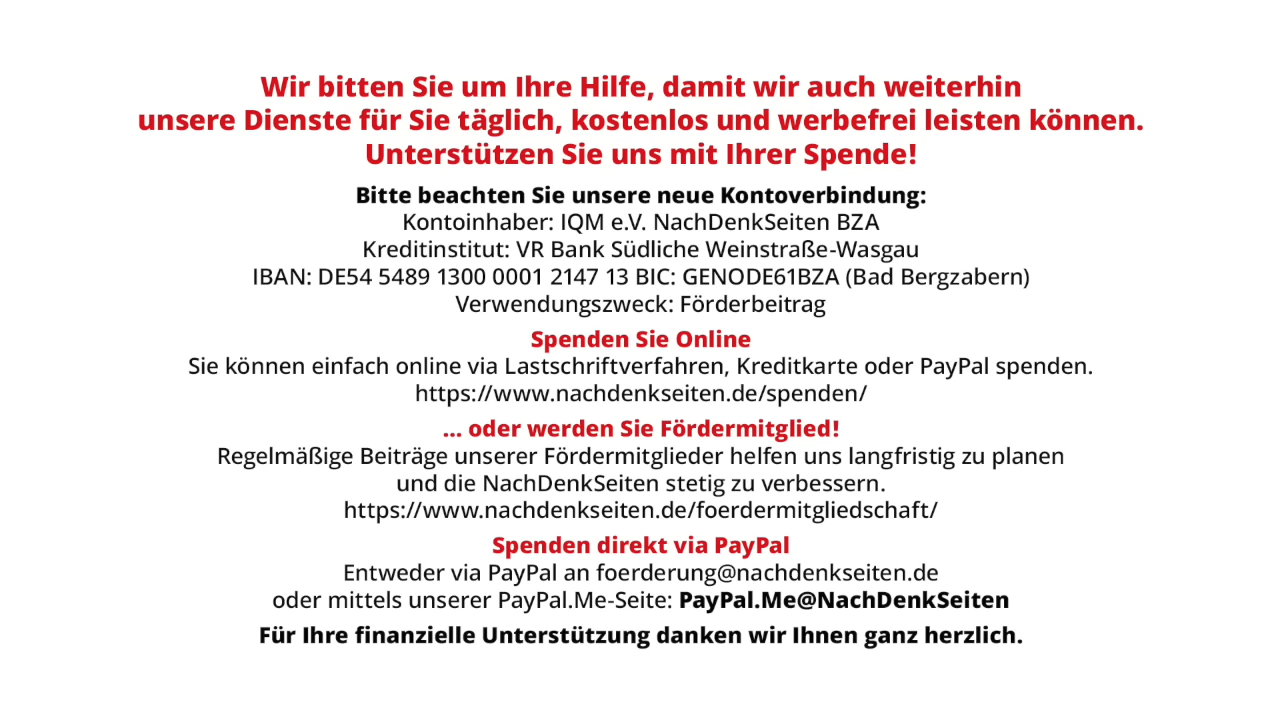 Wir bitten Sie um Ihre Hilfe, damit wir auch weiterhin
unsere Dienste für Sie täglich, kostenlos und werbefrei leisten können.
Unterstützen Sie uns mit Ihrer Spende!
Bitte beachten Sie unsere neue Kontoverbindung:
Kontoinhaber: IQM e.V. NachDenkSeiten BZA
Kreditinstitut: VR Bank Südliche Weinstraße-Wasgau
IBAN: DE54 5489 1300 0001 2147 13 BIC: GENODE61BZA (Bad Bergzabern)
Verwendungszweck: Förderbeitrag
Spenden Sie Online
Sie können einfach online via Lastschriftverfahren, Kreditkarte oder PayPal spenden.
https://www.nachdenkseiten.de/spenden/
... oder werden Sie Fördermitglied!
Regelmäßige Beiträge unserer Fördermitglieder helfen uns langfristig zu planen
und die NachDenkSeiten stetig zu verbessern.
https://www.nachdenkseiten.de/foerdermitgliedschaft/
Spenden direkt via PayPal
Entweder via PayPal an foerderung@nachdenkseiten.de
oder mittels unserer PayPal.Me-Seite: PayPal.Me@NachDenkSeiten
Für Ihre finanzielle Unterstützung danken wir Ihnen ganz herzlich.